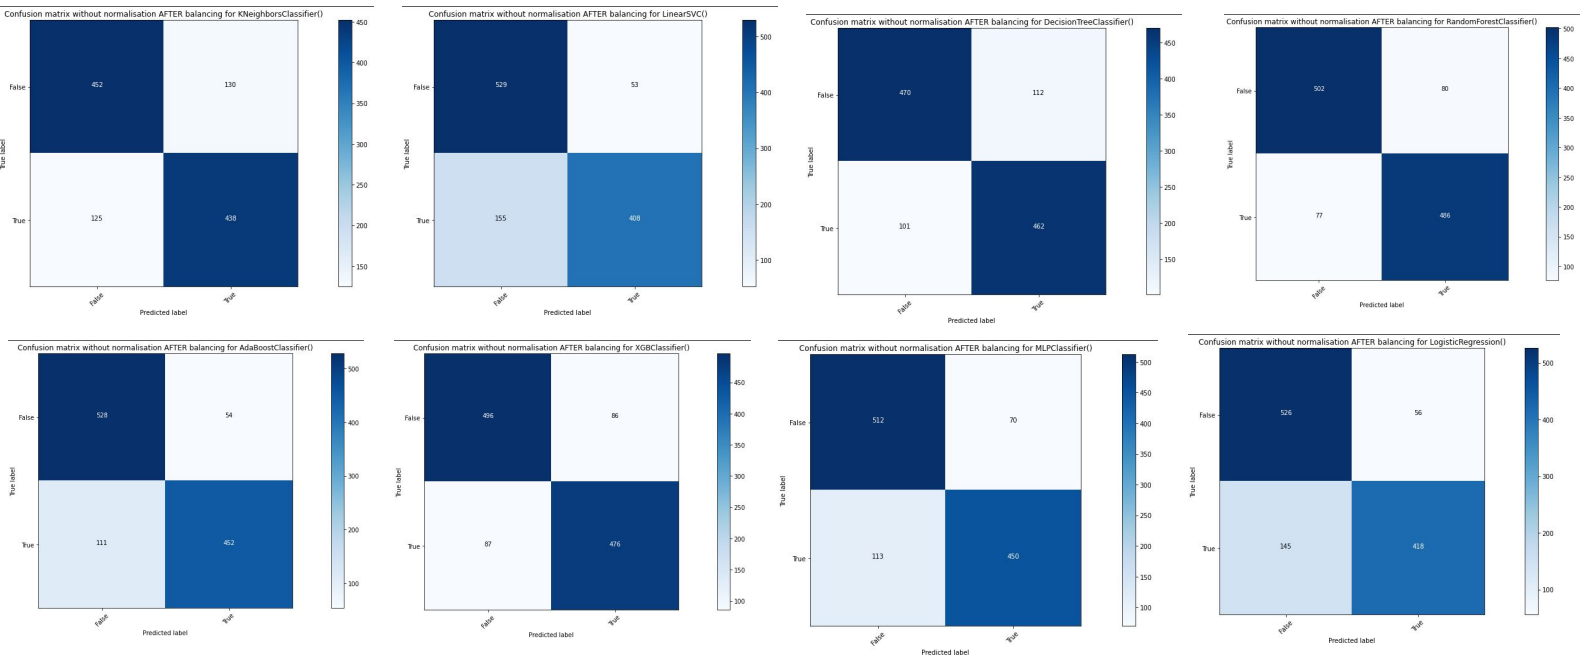 Confusion matrix without normalisation AFTER balancing for KNeighborsClassifier()
450
400
350
300
250
200
150
False
True
True label
452
130
125
438
False
True
Predicted label
Confusion matrix without normalisation AFTER balancing for LinearSVC()
500
400
300
200
100
False
True
True label
529
53
155
408
False
True
Predicted label
Confusion matrix without normalisation AFTER balancing for DecisionTreeClassifier()
450
400
350
300
250
200
150
False
True
True label
470
112
101
462
False
True
Predicted label
Confusion matrix without normalisation AFTER balancing for RandomForestClassifier()
500
450
400
350
300
250
200
150
100
False
True
True label
502
80
77
486
False
True
Predicted label
Confusion matrix without normalisation AFTER balancing for AdaBoostClassifier()
500
400
300
200
100
False
True
True label
528
54
111
452
False
True
Predicted label
Confusion matrix without normalisation AFTER balancing for XGBClassifier()
450
400
350
300
250
200
150
100
False
True
True label
496
86
87
476
False
True
Predicted label
Confusion matrix without normalisation AFTER balancing for MLPClassifier()
500
450
400
350
300
250
200
150
100
False
True
True label
512
70
113
450
False
True
Predicted label
Confusion matrix without normalisation AFTER balancing for LogisticRegression()
500
400
300
200
100
False
True
True label
526
56
145
418
False
True
Predicted label